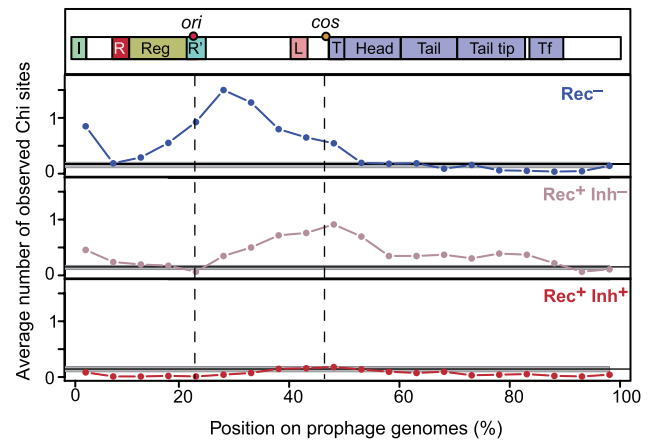 ori cos
I R Reg R' L T Head Tail Tail tip Tf
Average number of observed Chi sites
Rec–
1
0
Rec+ Inh–
1
0
Rec+ Inh+
1
0
0 20 40 60 80 100
Position on prophage genomes (%)